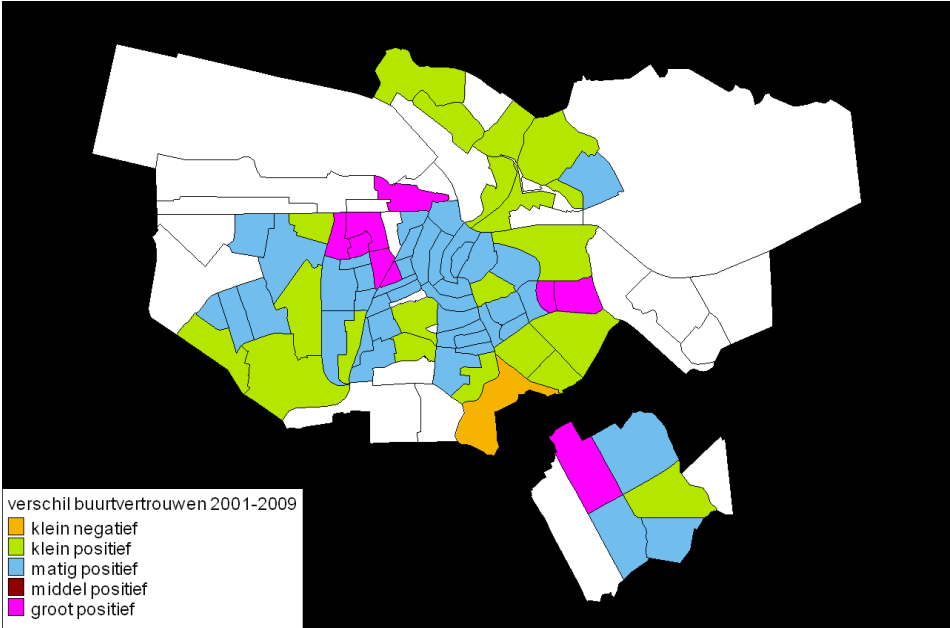 verschil buurtvertrouwen 2001-2009
klein negatief
klein positief
matig positief
middel positief
groot positief